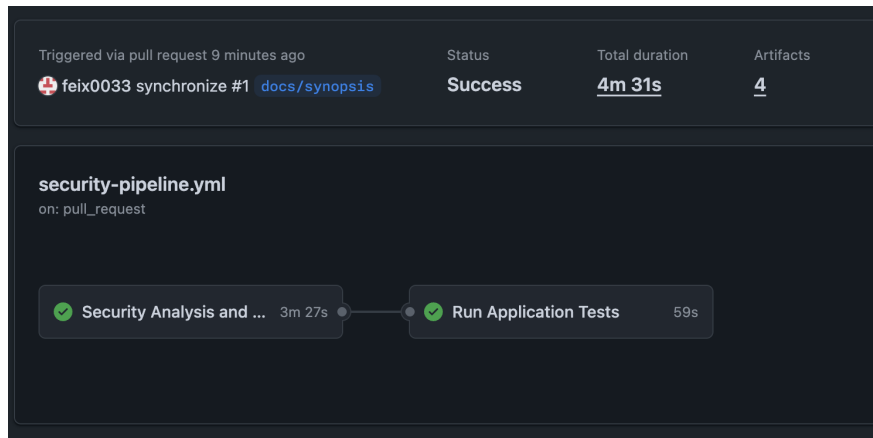 Triggered via pull request 9 minutes ago
feix0033 synchronize #1 docs/synopsis
Status
Success
Total duration
4m 31s
Artifacts
4
security-pipeline.yml
on: pull_request
Security Analysis and ... 3m 27s
Run Application Tests 59s